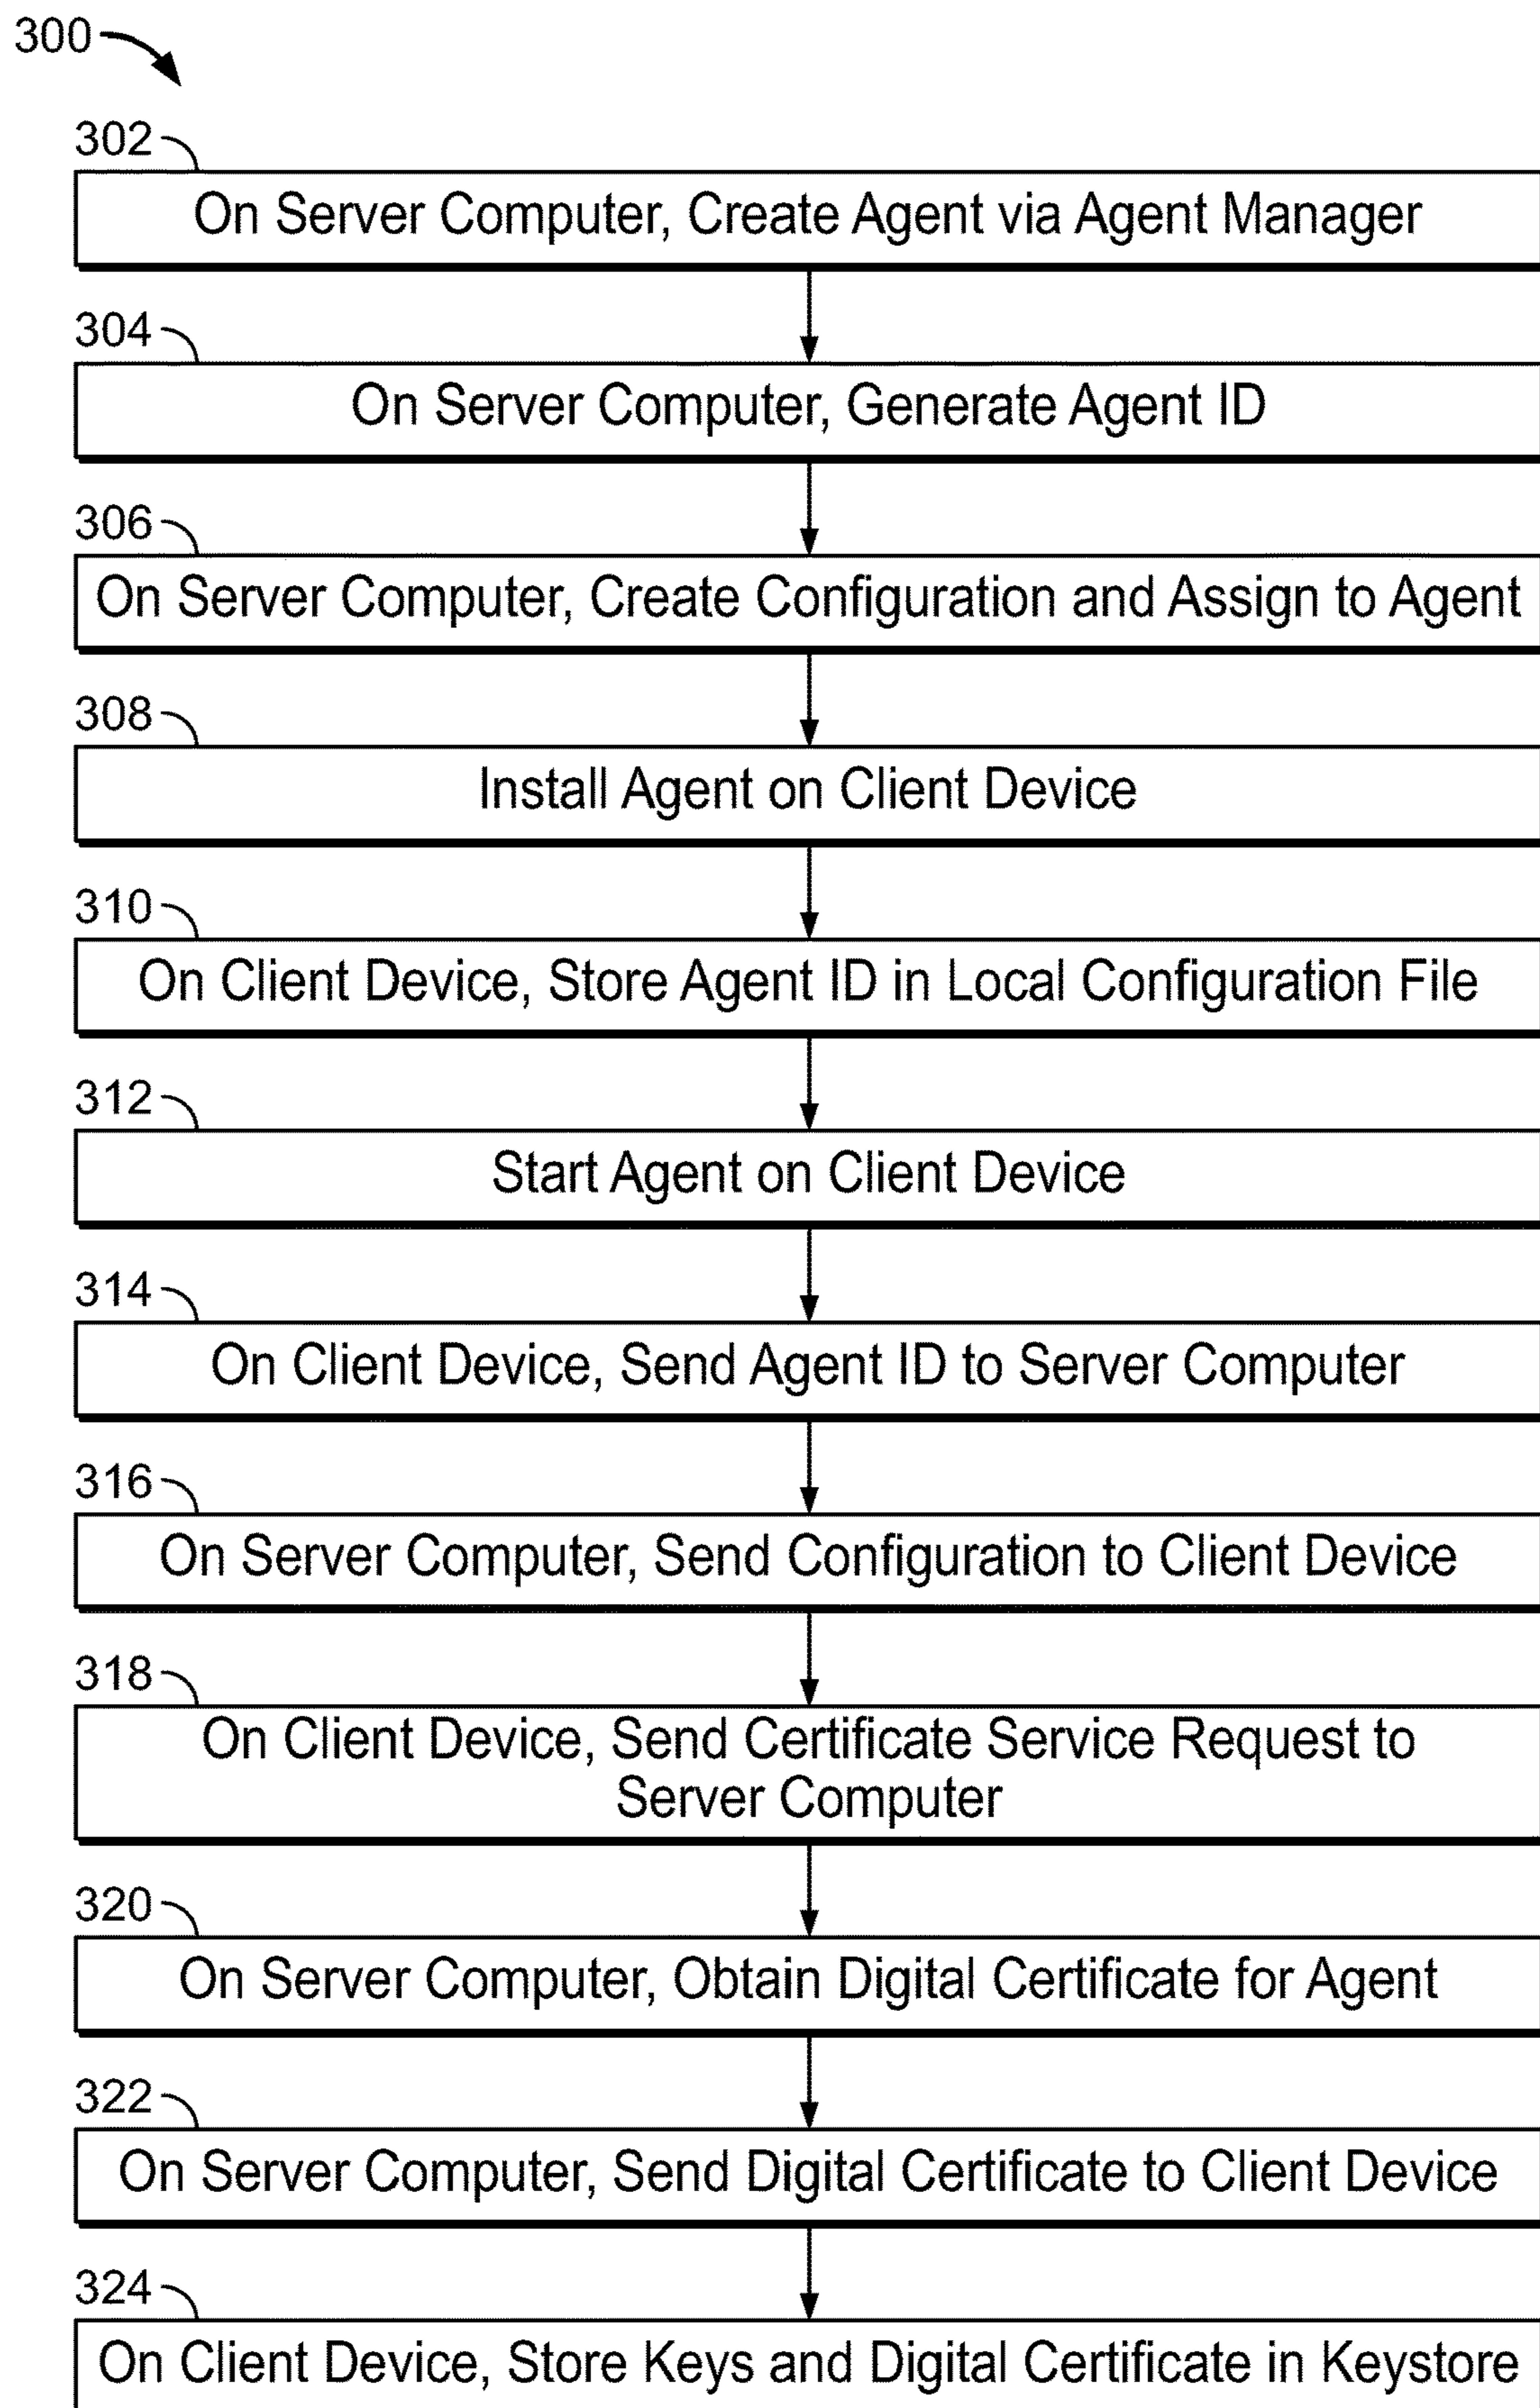 300
302
On Server Computer, Create Agent via Agent Manager
304
On Server Computer, Generate Agent ID
306
On Server Computer, Create Configuration and Assign to Agent
308
Install Agent on Client Device
310
On Client Device, Store Agent ID in Local Configuration File
312
Start Agent on Client Device
314
On Client Device, Send Agent ID to Server Computer
316
On Server Computer, Send Configuration to Client Device
318
On Client Device, Send Certificate Service Request to
Server Computer
320
On Server Computer, Obtain Digital Certificate for Agent
322
On Server Computer, Send Digital Certificate to Client Device
324
On Client Device, Store Keys and Digital Certificate in Keystore